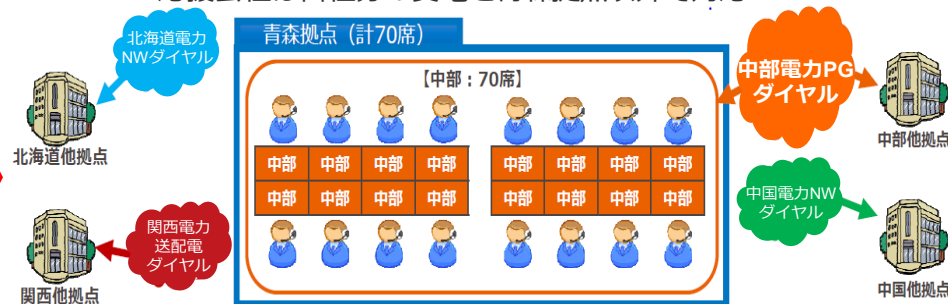 青森拠点（計70席）
北海道電力
NWダイヤル
北海道他拠点
関西電力
送配電
ダイヤル
関西他拠点
【中部：70席】
中部 中部 中部 中部 中部 中部 中部 中部
中部 中部 中部 中部 中部 中部 中部 中部
中部電力PG
ダイヤル
中部他拠点
中国電力NW
ダイヤル
中国他拠点